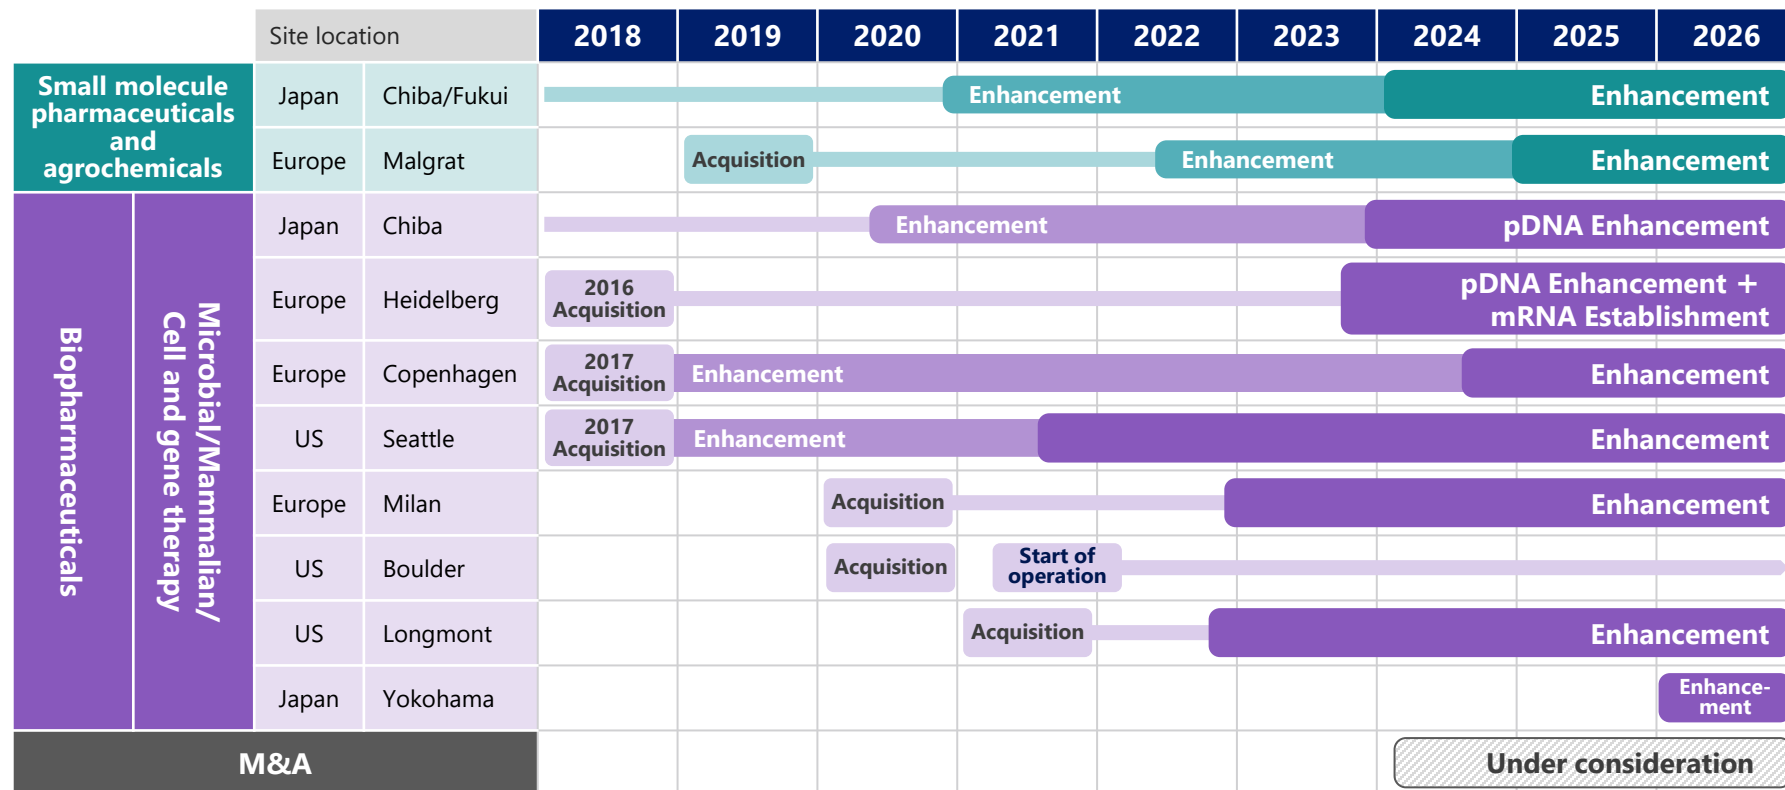 Site location
2018
2019
2020
2021
2022
2023
2024
2025
2026
Small molecule
pharmaceuticals
and
agrochemicals
Japan
Chiba/Fukui
Enhancement
Enhancement
Europe
Malgrat
Acquisition
Enhancement
Enhancement
Biopharmaceuticals
Microbial/Mammalian/
Cell and gene therapy
Japan
Chiba
Enhancement
pDNA Enhancement
Europe
Heidelberg
2016
Acquisition
pDNA Enhancement +
mRNA Establishment
Europe
Copenhagen
2017
Acquisition
Enhancement
Enhancement
US
Seattle
2017
Acquisition
Enhancement
Enhancement
Europe
Milan
Acquisition
Enhancement
US
Boulder
Acquisition
Start of
operation
US
Longmont
Acquisition
Enhancement
Japan
Yokohama
Enhance-
ment
M&A
Under consideration